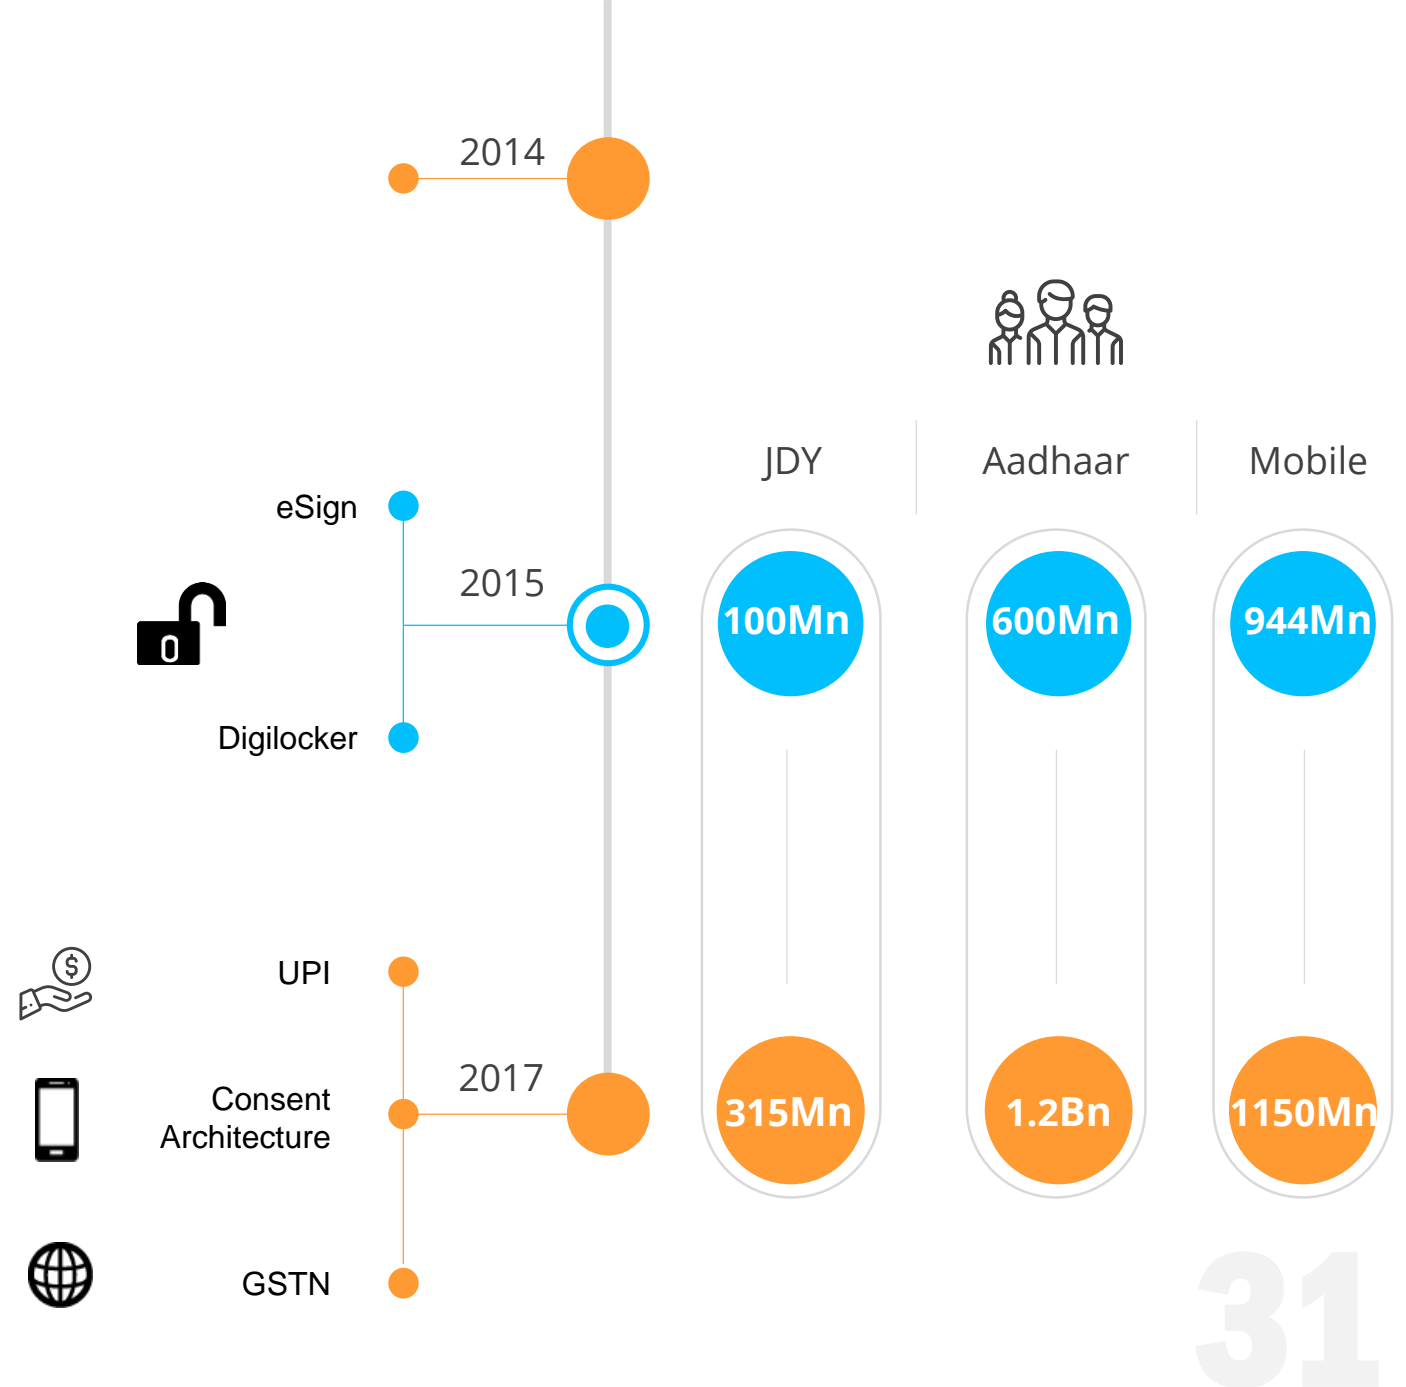 2014
JDY
Aadhaar
Mobile
eSign
2015
100Mn
600Mn
944Mn
Digilocker
UPI
2017
Consent
Architecture
315Mn
1.2Bn
1150Mn
GSTN
31